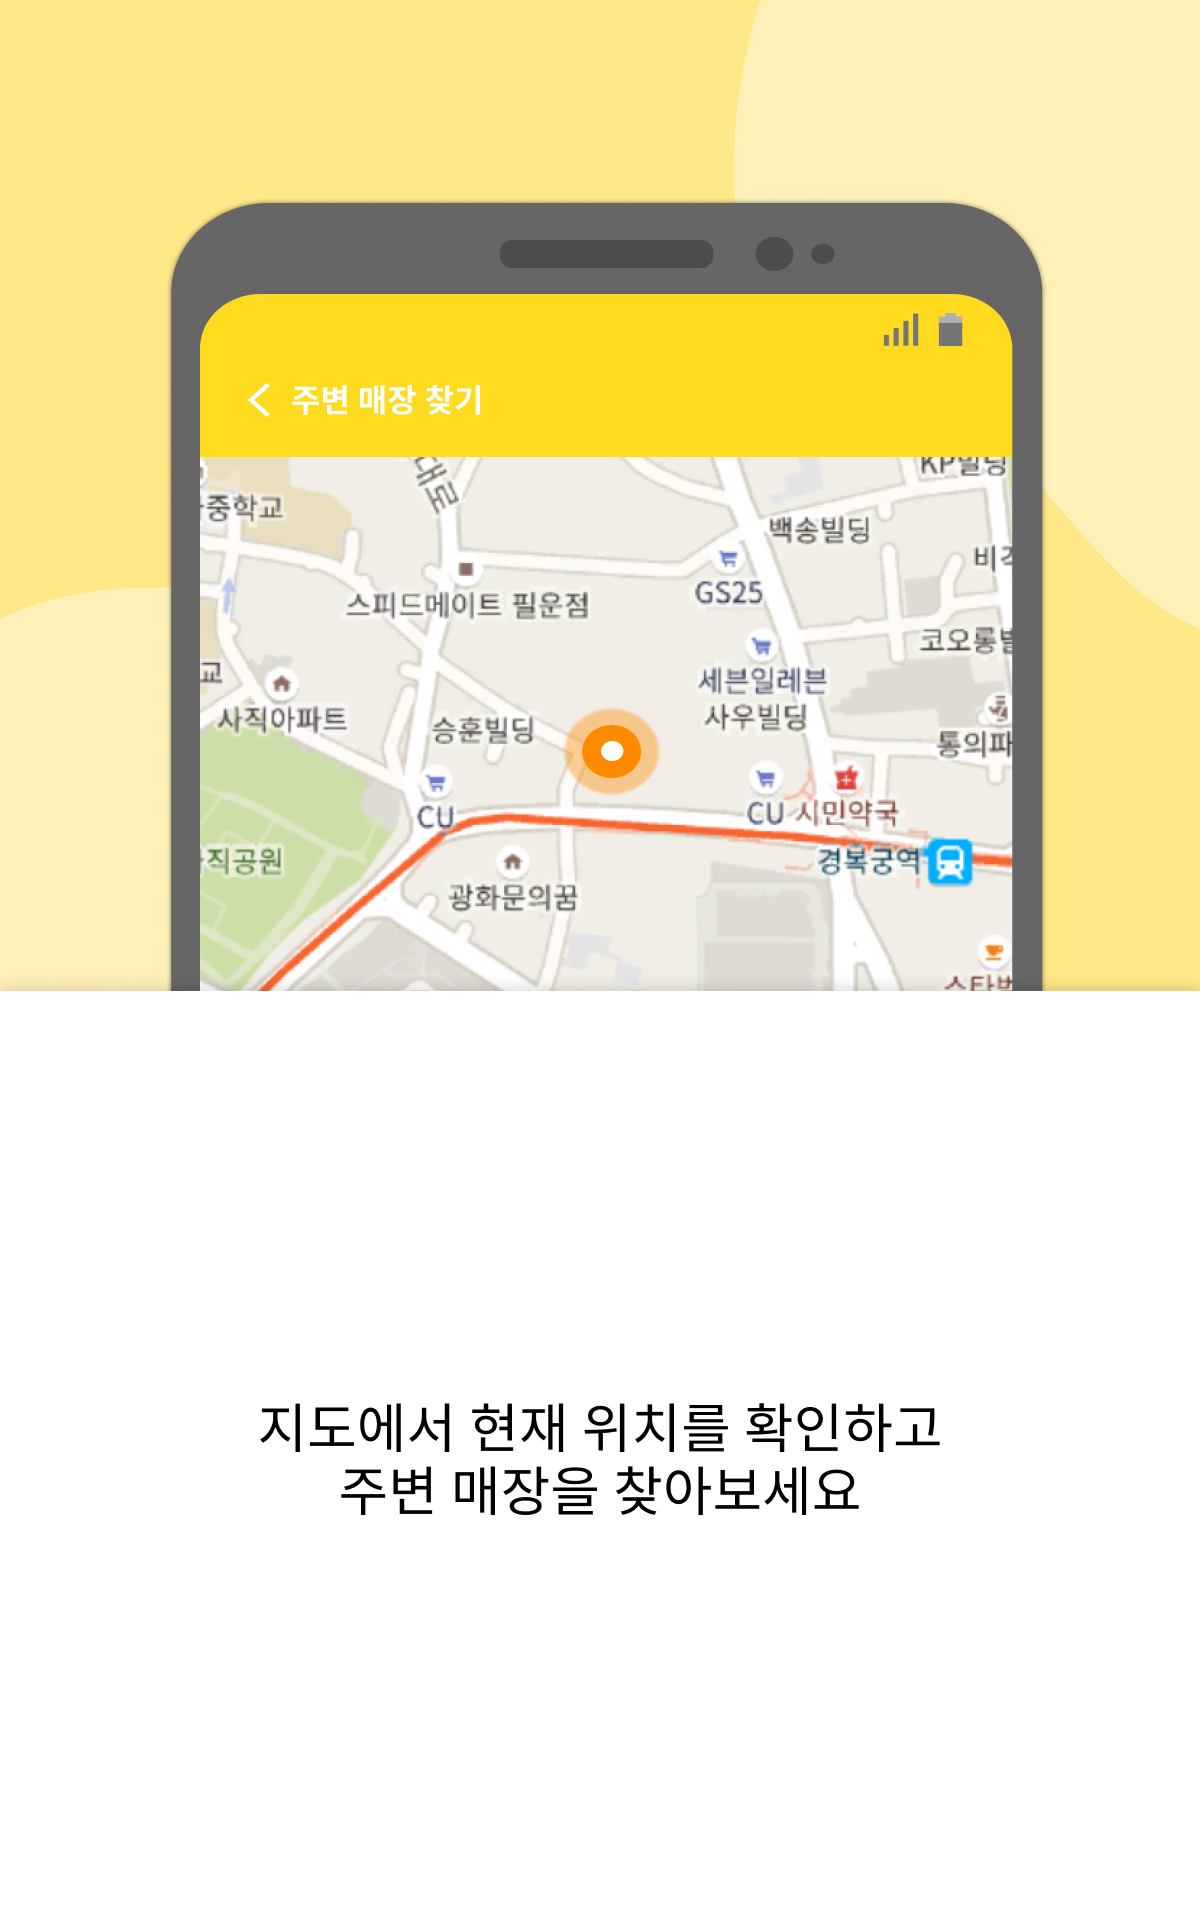 주변 매장 찾기
대로
KP빌딩
중학교
백송빌딩
GS25
스피드메이트 필운점
코오롱
세븐일레븐
교
사직아파트
사우빌딩
승훈빌딩
통의파
CU
CU
시민약국
경복궁역
직공원
광화문의꿈
스타벅
지도에서 현재 위치를 확인하고
주변 매장을 찾아보세요